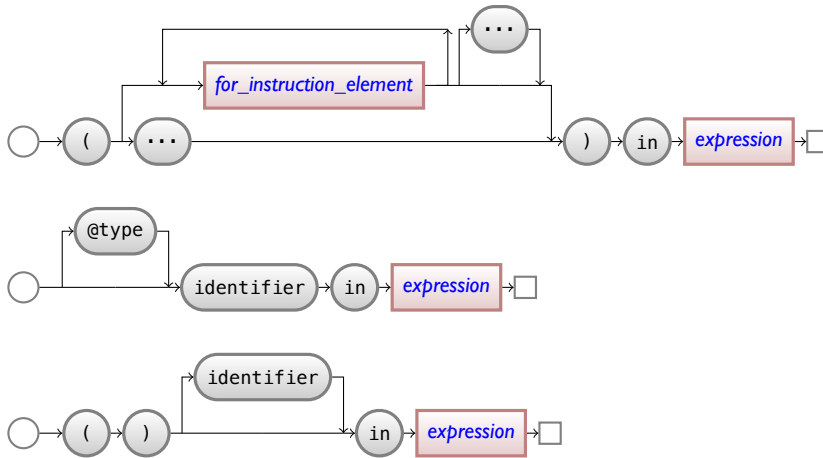 ...
for_instruction_element
( ... ) in expression
@type
identifier in expression
identifier
( ) in expression